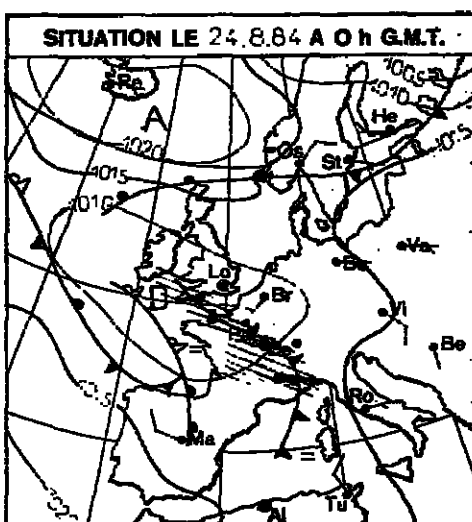 SITUATION LE 24.8.84 A O h G.M.T.
1005
1010
Re
He
A
1020
Os
St
1015
1015
1010
Lo
Be
Va
D
Br
Vi
Be
Ro
Ma
Al
Tu